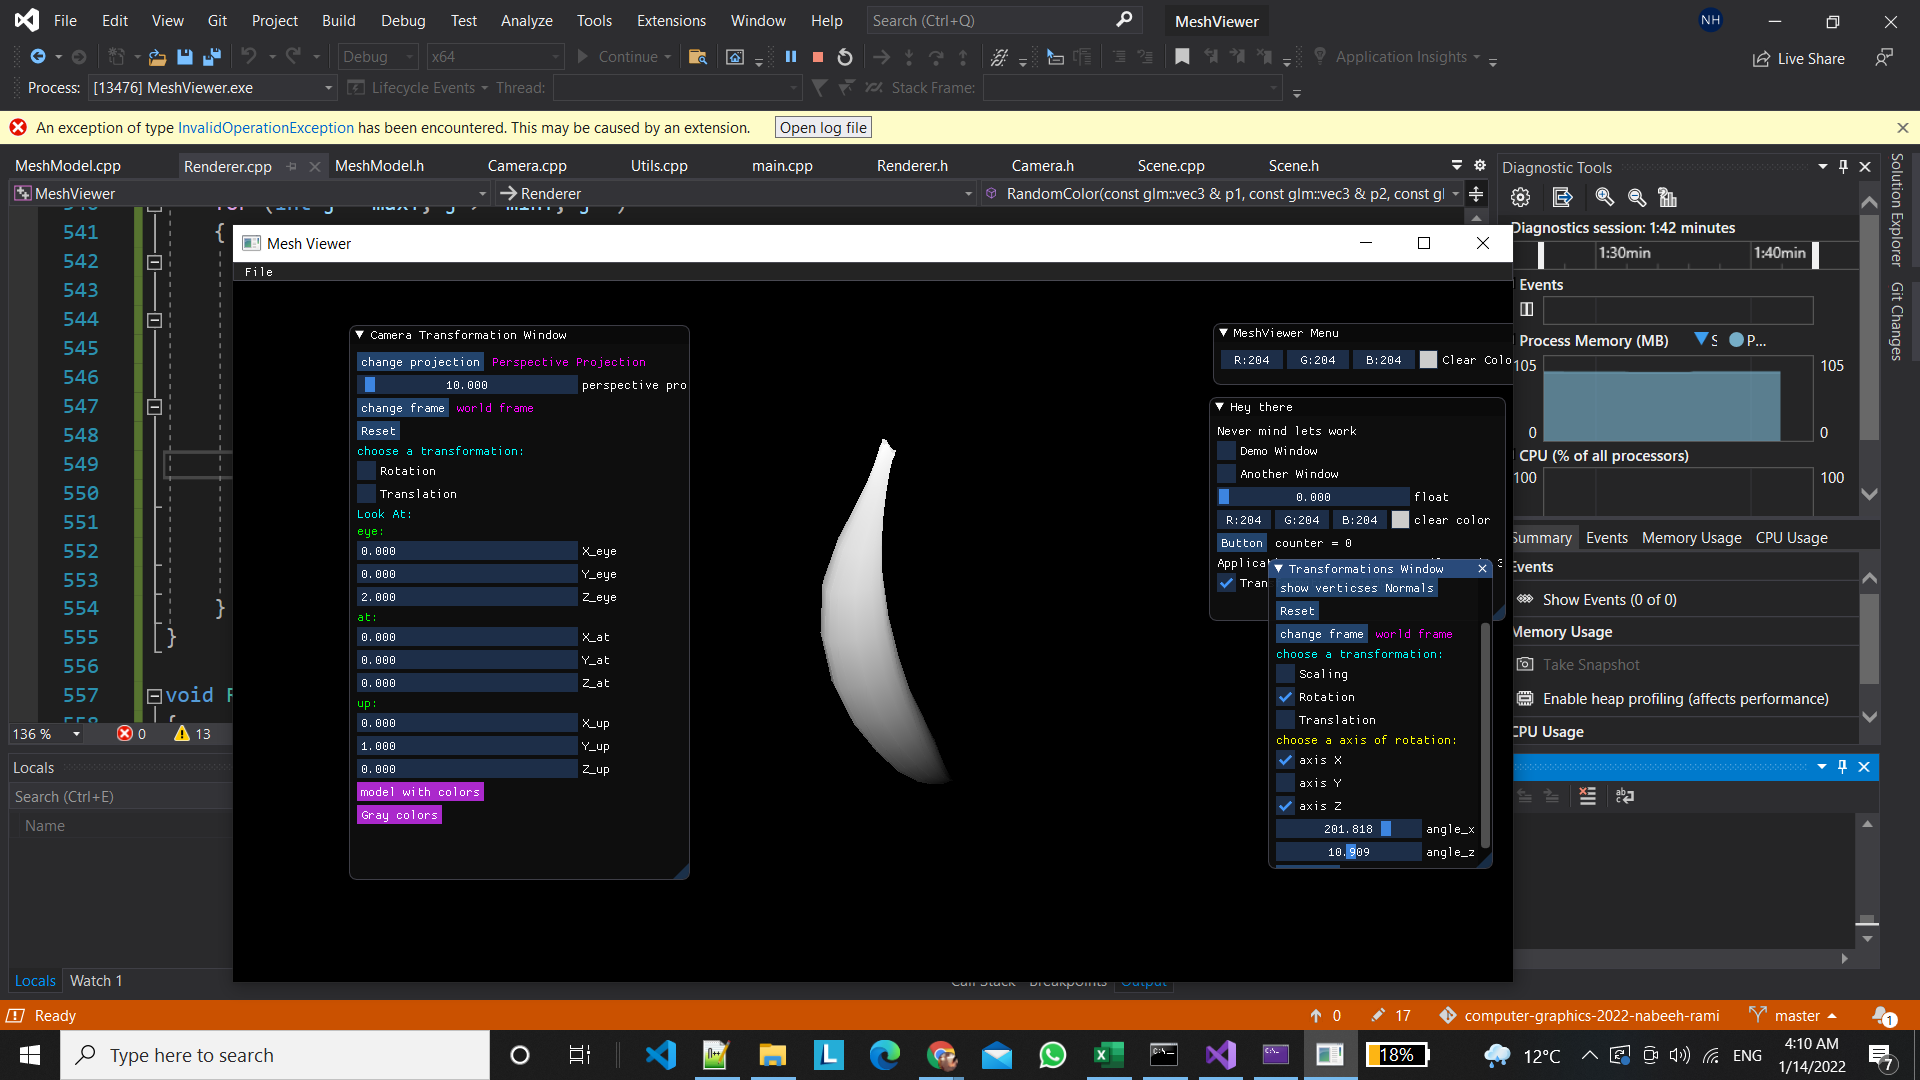 File Edit View Git Project Build Debug Test Analyze Tools Extensions Window Help Search (Ctrl+Q) MeshViewer NH
Debug x64 Continue Application Insights Live Share
Process: [13476] MeshViewer.exe Lifecycle Events Thread: Stack Frame:
An exception of type InvalidOperationException has been encountered. This may be caused by an extension. Open log file
MeshModel.cpp Renderer.cpp MeshModel.h Camera.cpp Utils.cpp main.cpp Renderer.h Camera.h Scene.cpp Scene.h
MeshViewer Renderer RandomColor(const glm::vec3 & p1, const glm::vec3 & p2, const gl
541 {
542
543
544
545
546
547
548
549
550
551
552
553
554 }
555 }
556
557 void
136 % 0 13
Locals
Search (Ctrl+E)
Name
Locals Watch 1
Mesh Viewer
File
Camera Transformation Window
change projection Perspective Projection
10.000 perspective pro
change frame world frame
Reset
choose a transformation:
Rotation
Translation
Look At:
eye:
0.000 X_eye
0.000 Y_eye
2.000 Z_eye
at:
0.000 X_at
0.000 Y_at
0.000 Z_at
up:
0.000 X_up
1.000 Y_up
0.000 Z_up
model with colors
Gray colors
MeshViewer Menu
R:204 G:204 B:204 Clear Colo
Hey there
Never mind lets work
Demo Window
Another Window
0.000 float
R:204 G:204 B:204 clear color
Button counter = 0
Applicat
Tran
Transformations Window
show verticses Normals
Reset
change frame world frame
choose a transformation:
Scaling
Rotation
Translation
choose a axis of rotation:
axis X
axis Y
axis Z
201.818 angle_x
10.909 angle_z
Diagnostic Tools
Diagnostics session: 1:42 minutes
1:30min 1:40min
Events
Process Memory (MB) S P...
105 105
0 0
CPU (% of all processors)
100 100
Summary Events Memory Usage CPU Usage
Events
Show Events (0 of 0)
Memory Usage
Take Snapshot
Enable heap profiling (affects performance)
CPU Usage
Solution Explorer
Git Changes
Call Stack Breakpoints Output
Ready 0 17 computer-graphics-2022-nabeeh-rami master 1
Type here to search 18% 12°C ENG 4:10 AM
1/14/2022 7